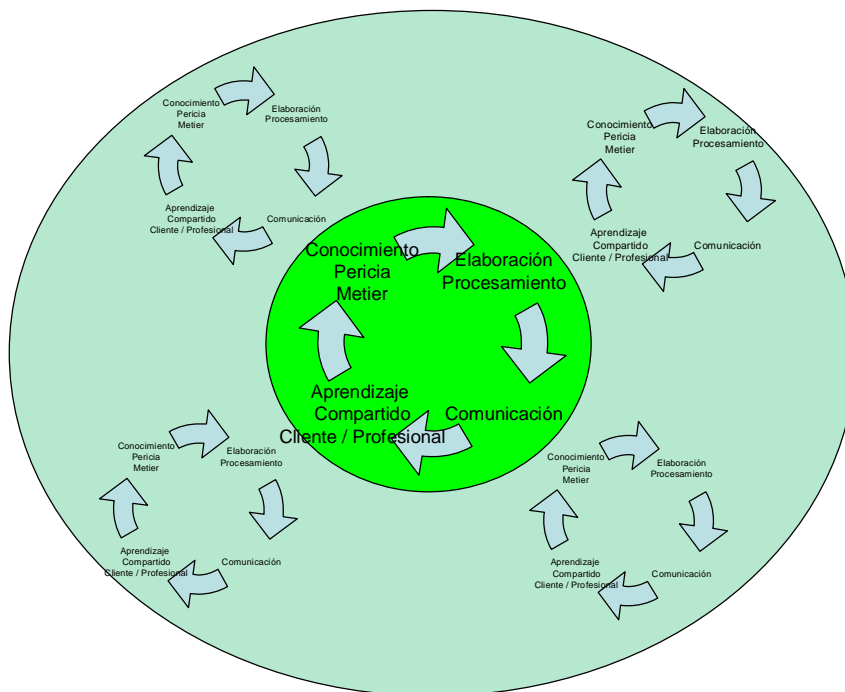 Conocimiento
Pericia
Metier
Elaboración
Procesamiento
Comunicación
Aprendizaje
Compartido
Cliente / Profesional
Conocimiento
Pericia
Metier
Elaboración
Procesamiento
Comunicación
Aprendizaje
Compartido
Cliente / Profesional
Conocimiento
Pericia
Metier
Elaboración
Procesamiento
Comunicación
Aprendizaje
Compartido
Cliente / Profesional
Conocimiento
Pericia
Metier
Elaboración
Procesamiento
Comunicación
Aprendizaje
Compartido
Cliente / Profesional
Conocimiento
Pericia
Metier
Elaboración
Procesamiento
Comunicación
Aprendizaje
Compartido
Cliente / Profesional